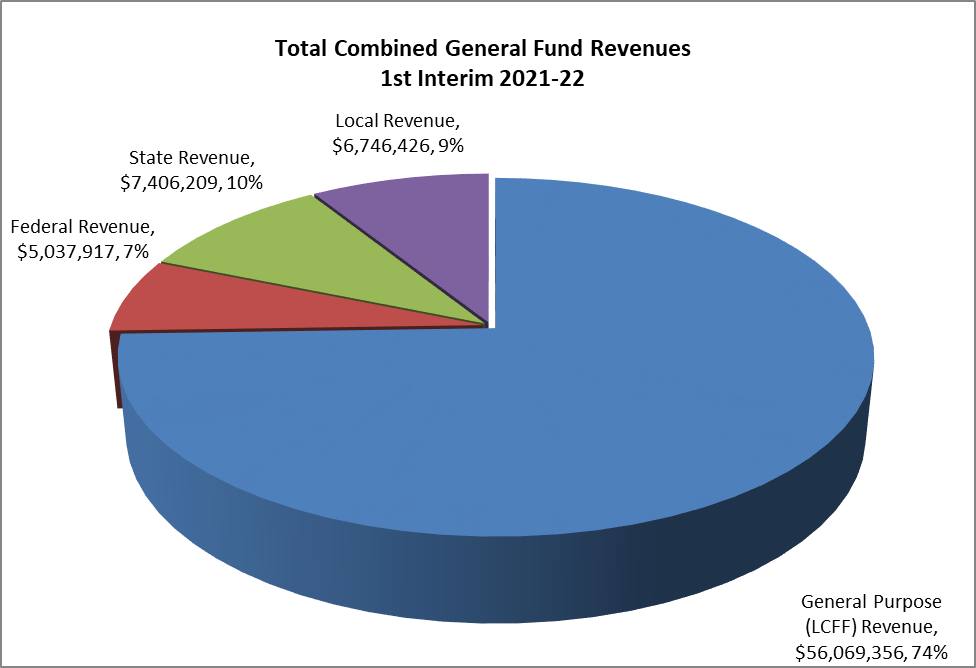 Total Combined General Fund Revenues
1st Interim 2021-22
Local Revenue,
$6,746,426, 9%
State Revenue,
$7,406,209, 10%
Federal Revenue,
$5,037,917, 7%
General Purpose
(LCFF) Revenue,
$56,069,356, 74%